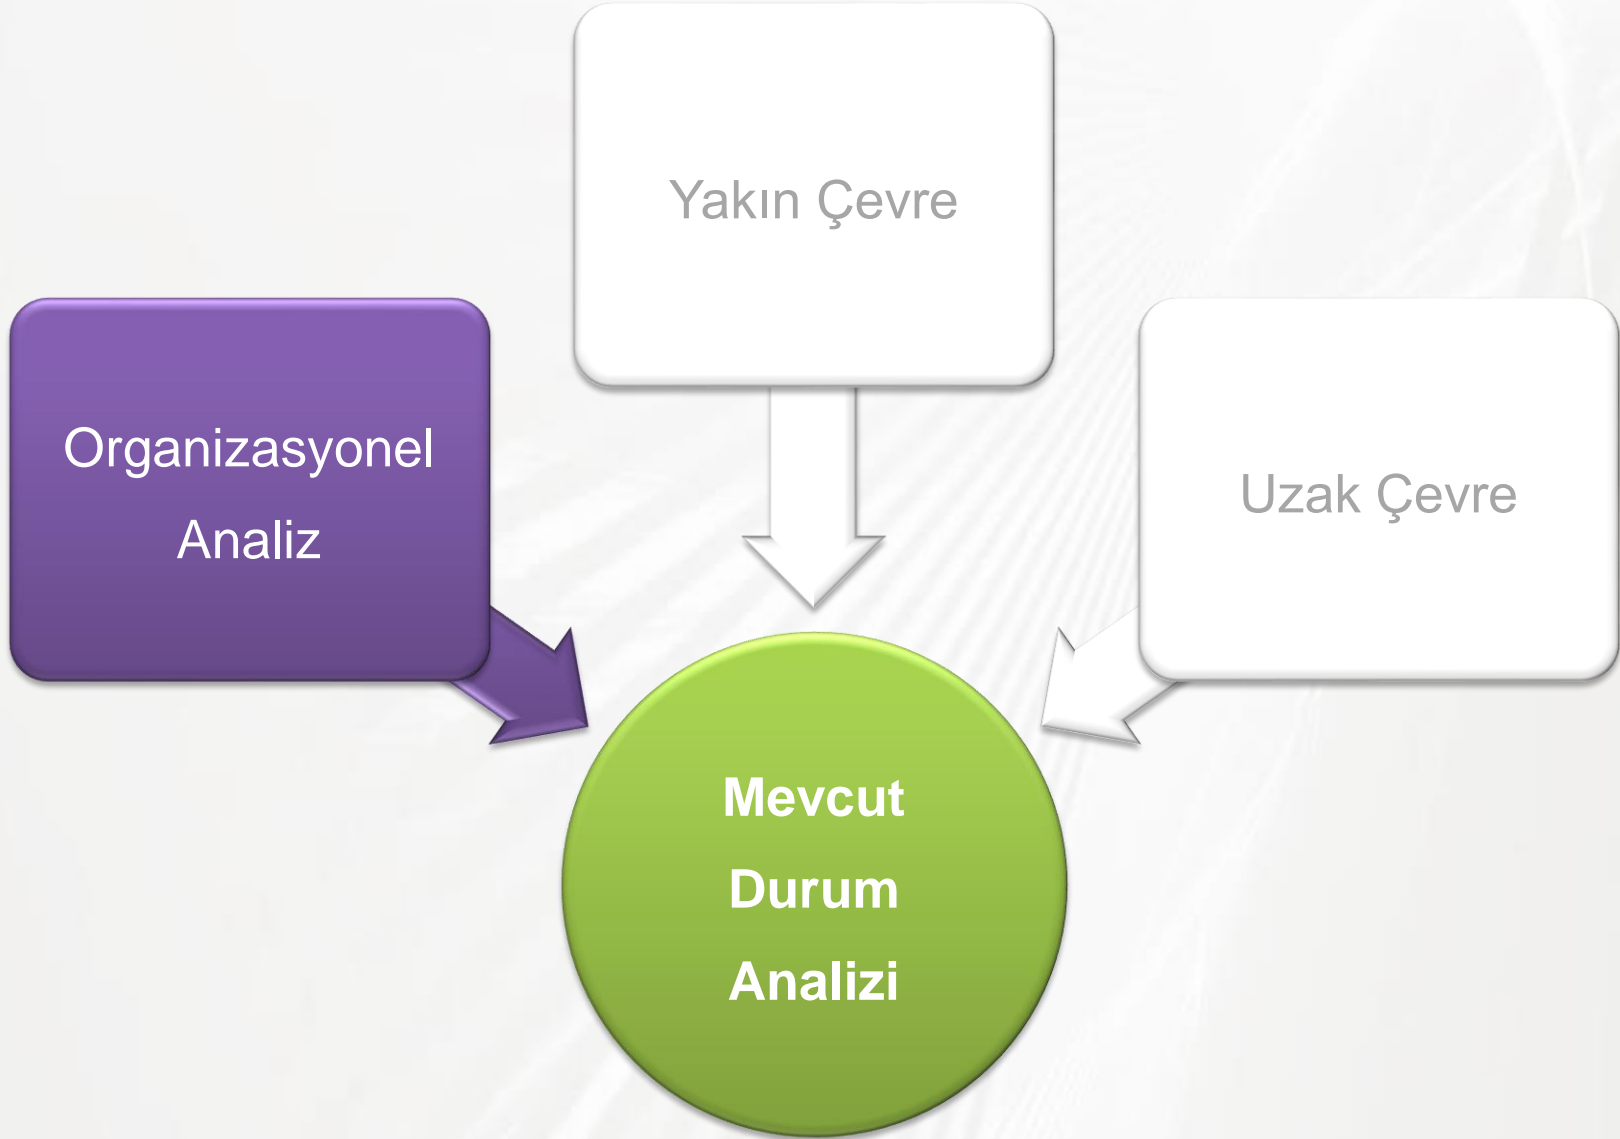 Yakın Çevre
Organizasyonel
Analiz
Uzak Çevre
Mevcut
Durum
Analizi